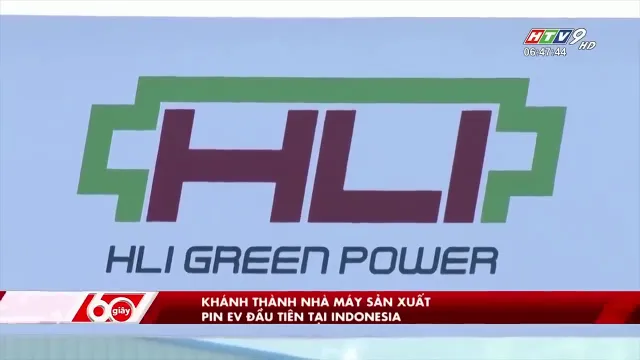 HTV9 HD
06:47:44
HLI
HLI GREEN POWER
60 giây
KHÁNH THÀNH NHÀ MÁY SẢN XUẤT
PIN EV ĐẦU TIÊN TẠI INDONESIA